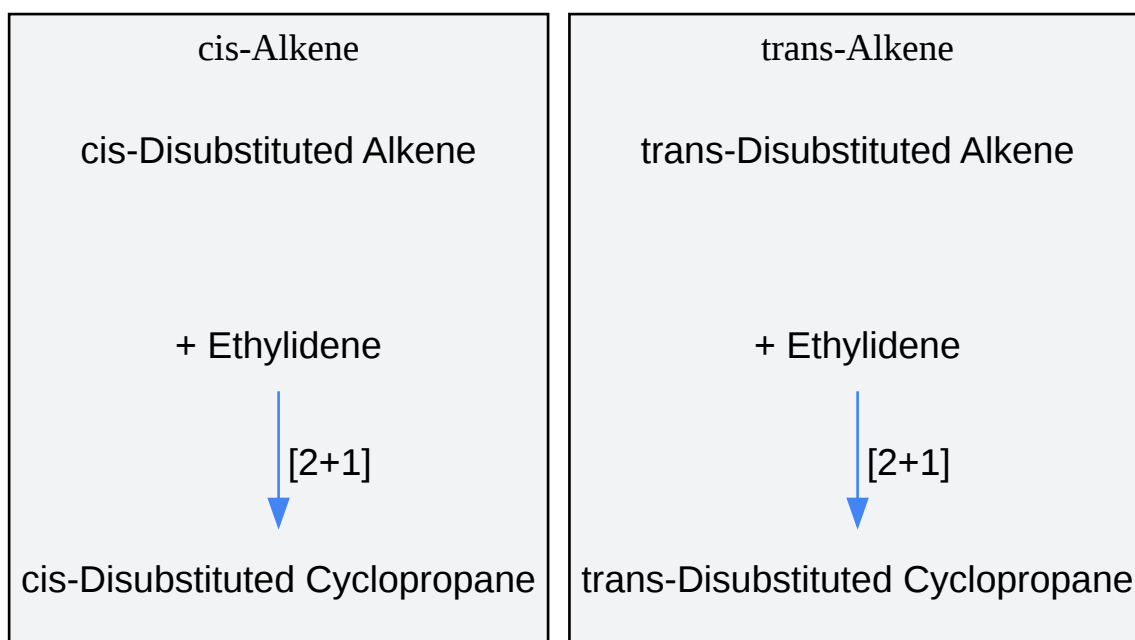 cis-Alkene
cis-Disubstituted Alkene
+ Ethylidene
[2+1]
cis-Disubstituted Cyclopropane
trans-Alkene
trans-Disubstituted Alkene
+ Ethylidene
[2+1]
trans-Disubstituted Cyclopropane